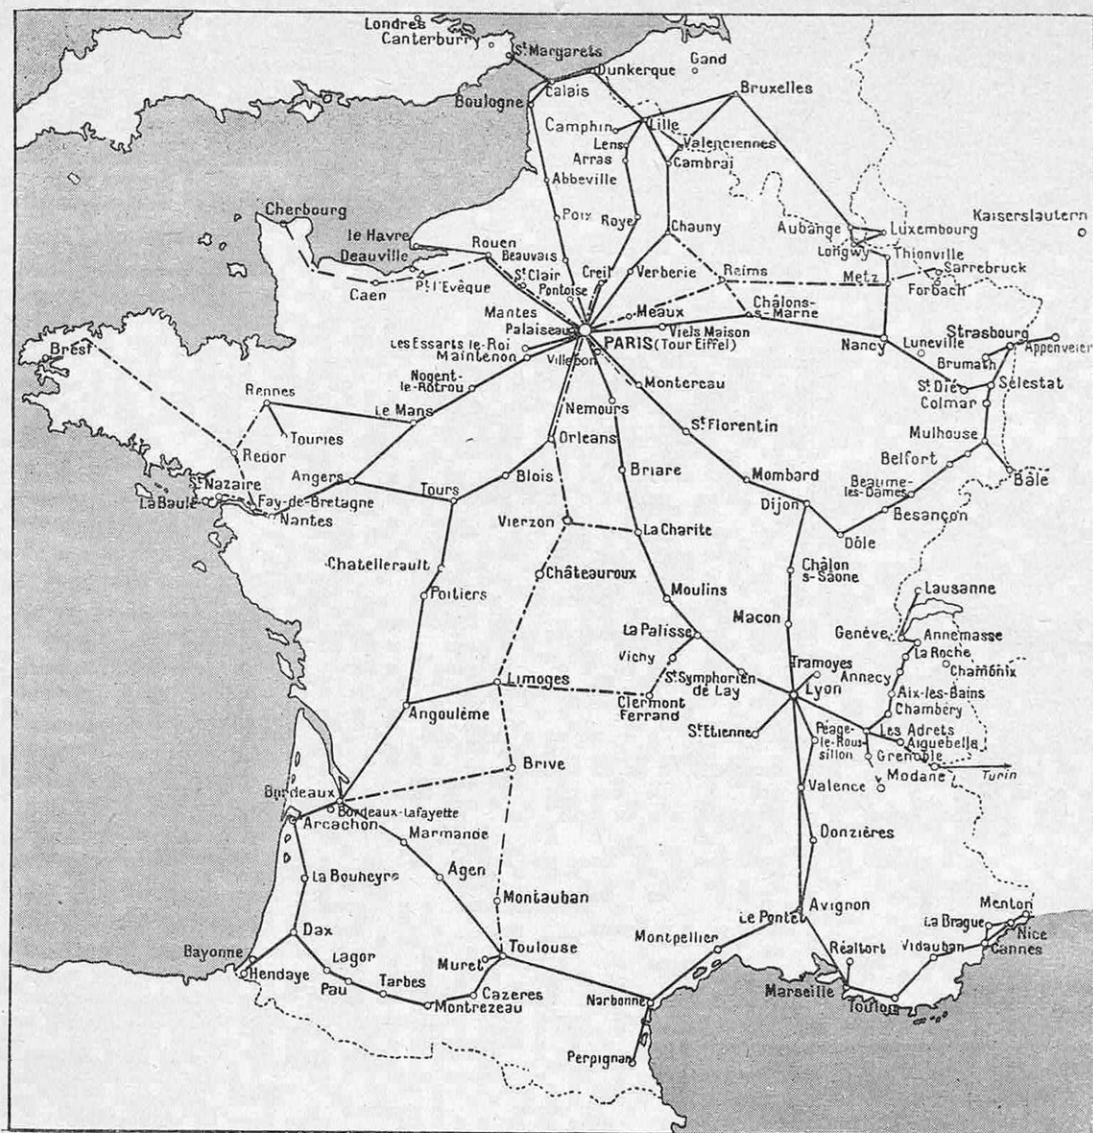 Londres
Canterburry
St Margarets
Dunkerque
Gand
Calais
Bruxelles
Boulogne
Camphin
Lille
Lens
Valenciennes
Arras
Cambrai
Abbeville
Cherbourg
Poix
Roye
Chauny
Aubange
Luxembourg
Kaiserslautern
le Havre
Rouen
Longwy
Thionville
Deauville
Beauvais
St Clair
Creil
Verberie
Reims
Metz
Sarrebruck
Forbach
Caen
Pt l'Evêque
Pontoise
Mantes
Meaux
Châlons-
s-Marne
Palaiseau
Viels Maison
Strasbourg
Les Essarts le-Roi
PARIS (Tour Eiffel)
Nancy
Luneville
Appenveier
Brest
Maintenon
Villebon
Brumath
Nogent-
le-Rotrou
Montereau
St Dié
Sélestat
Rennes
Nemours
Colmar
Le Mans
St Florentin
Touries
Orleans
Mulhouse
Redor
Belfort
Angers
Blois
Briare
Mombard
Bâle
St Nazaire
Tours
Beaume-
les-Dames
La Baule
Fay-de-Bretagne
Dijon
Besançon
Nantes
Vierzon
La Charite
Dôle
Chatellerault
Châteauroux
Châlon
s-Saone
Poitiers
Moulins
Lausanne
Macon
La Palisse
Genève
Annemasse
La Roche
Vichy
Tramoyes
Chamonix
Limoges
St Symphorien
de Lay
Lyon
Annecy
Aix-les-Bains
Clermont
Ferrand
Chambéry
Angoulême
St Etienne
Péage-
le-Rous-
sillon
Les Adrets
Aiguebelle
Grenoble
Brive
Modane
Turin
Bordeaux
Valence
Bordeaux-Lafayette
Arcachon
Marmande
Donzières
La Bouheyre
Agen
Montauban
Avignon
Menton
Le Pontet
La Brague
Nice
Dax
Toulouse
Montpellier
Réaltort
Vidauban
Cannes
Bayonne
Lagor
Muret
Hendaye
Pau
Tarbes
Cazeres
Marseille
Montrezeau
Narbonne
Toulon
Perpignan